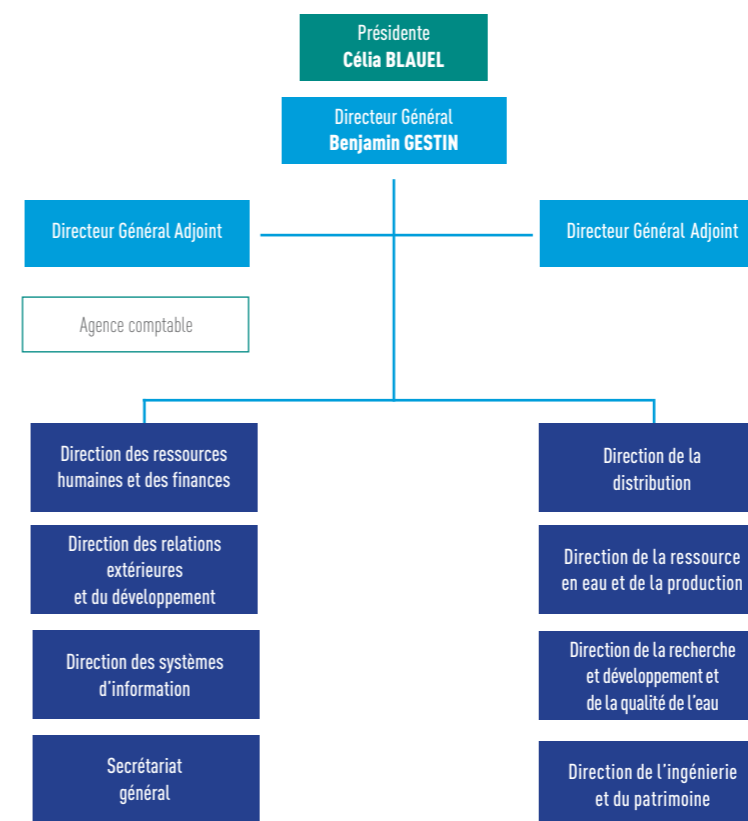 Présidente
Célia BLAUEL
Directeur Général
Benjamin GESTIN
Directeur Général Adjoint
Directeur Général Adjoint
Agence comptable
Direction des ressources
humaines et des finances
Direction des relations
extérieures
et du développement
Direction des systèmes
d'information
Secrétariat
général
Direction de la
distribution
Direction de la ressource
en eau et de la production
Direction de la recherche
et développement et
de la qualité de l'eau
Direction de l'ingénierie
et du patrimoine